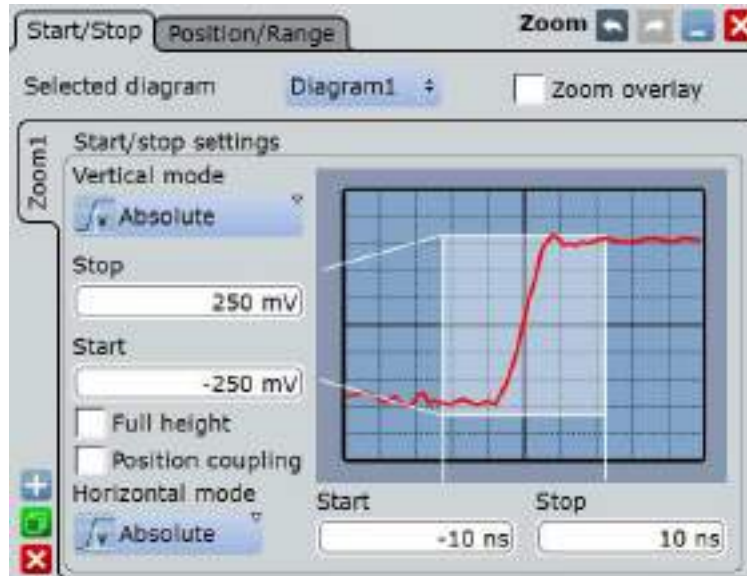 Start/Stop Position/Range Zoom
Selected diagram Diagram1 Zoom overlay
Zoom1
Start/stop settings
Vertical mode
Absolute
Stop
250 mV
Start
-250 mV
Full height
Position coupling
Horizontal mode
Absolute
Start Stop
-10 ns 10 ns